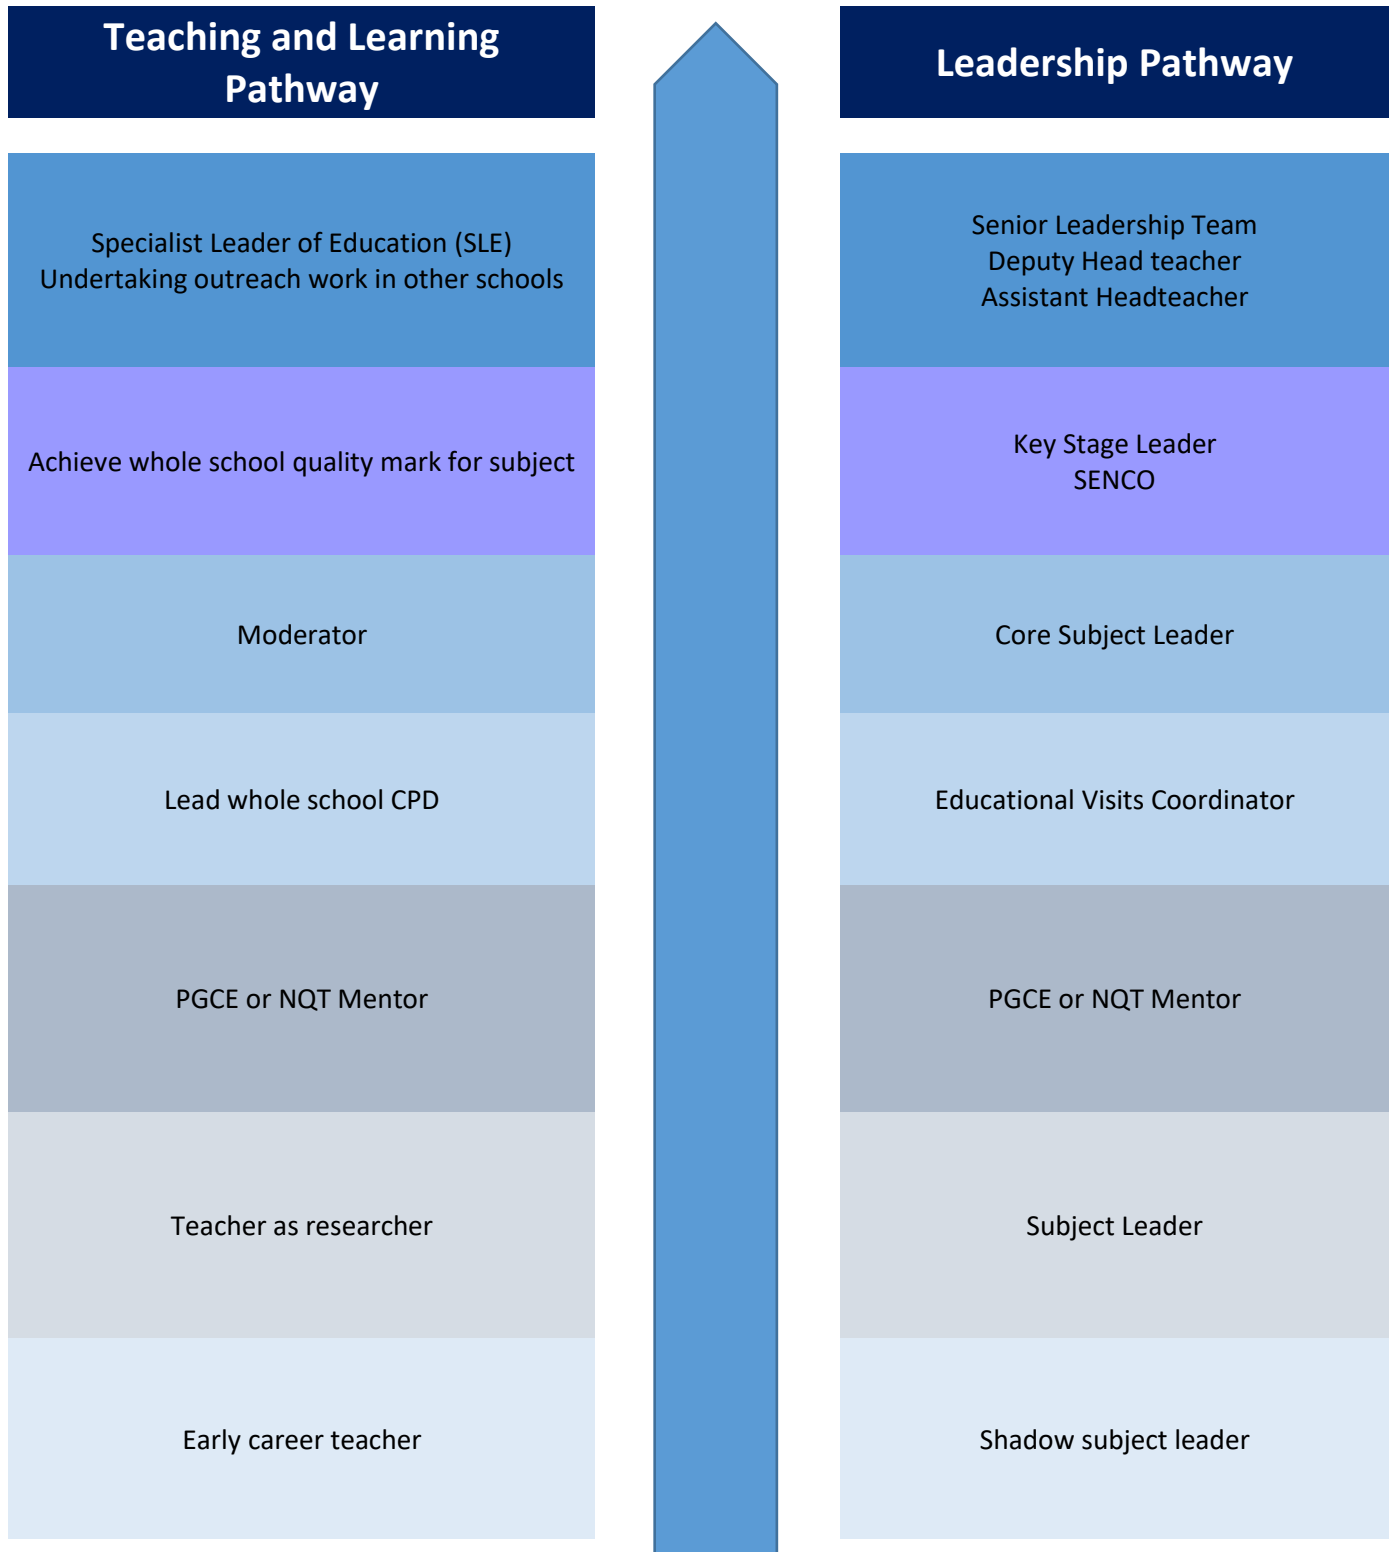 Teaching and Learning
Pathway
Specialist Leader of Education (SLE)
Undertaking outreach work in other schools
Achieve whole school quality mark for subject
Moderator
Lead whole school CPD
PGCE or NQT Mentor
Teacher as researcher
Early career teacher
Leadership Pathway
Senior Leadership Team
Deputy Head teacher
Assistant Headteacher
Key Stage Leader
SENCO
Core Subject Leader
Educational Visits Coordinator
PGCE or NQT Mentor
Subject Leader
Shadow subject leader